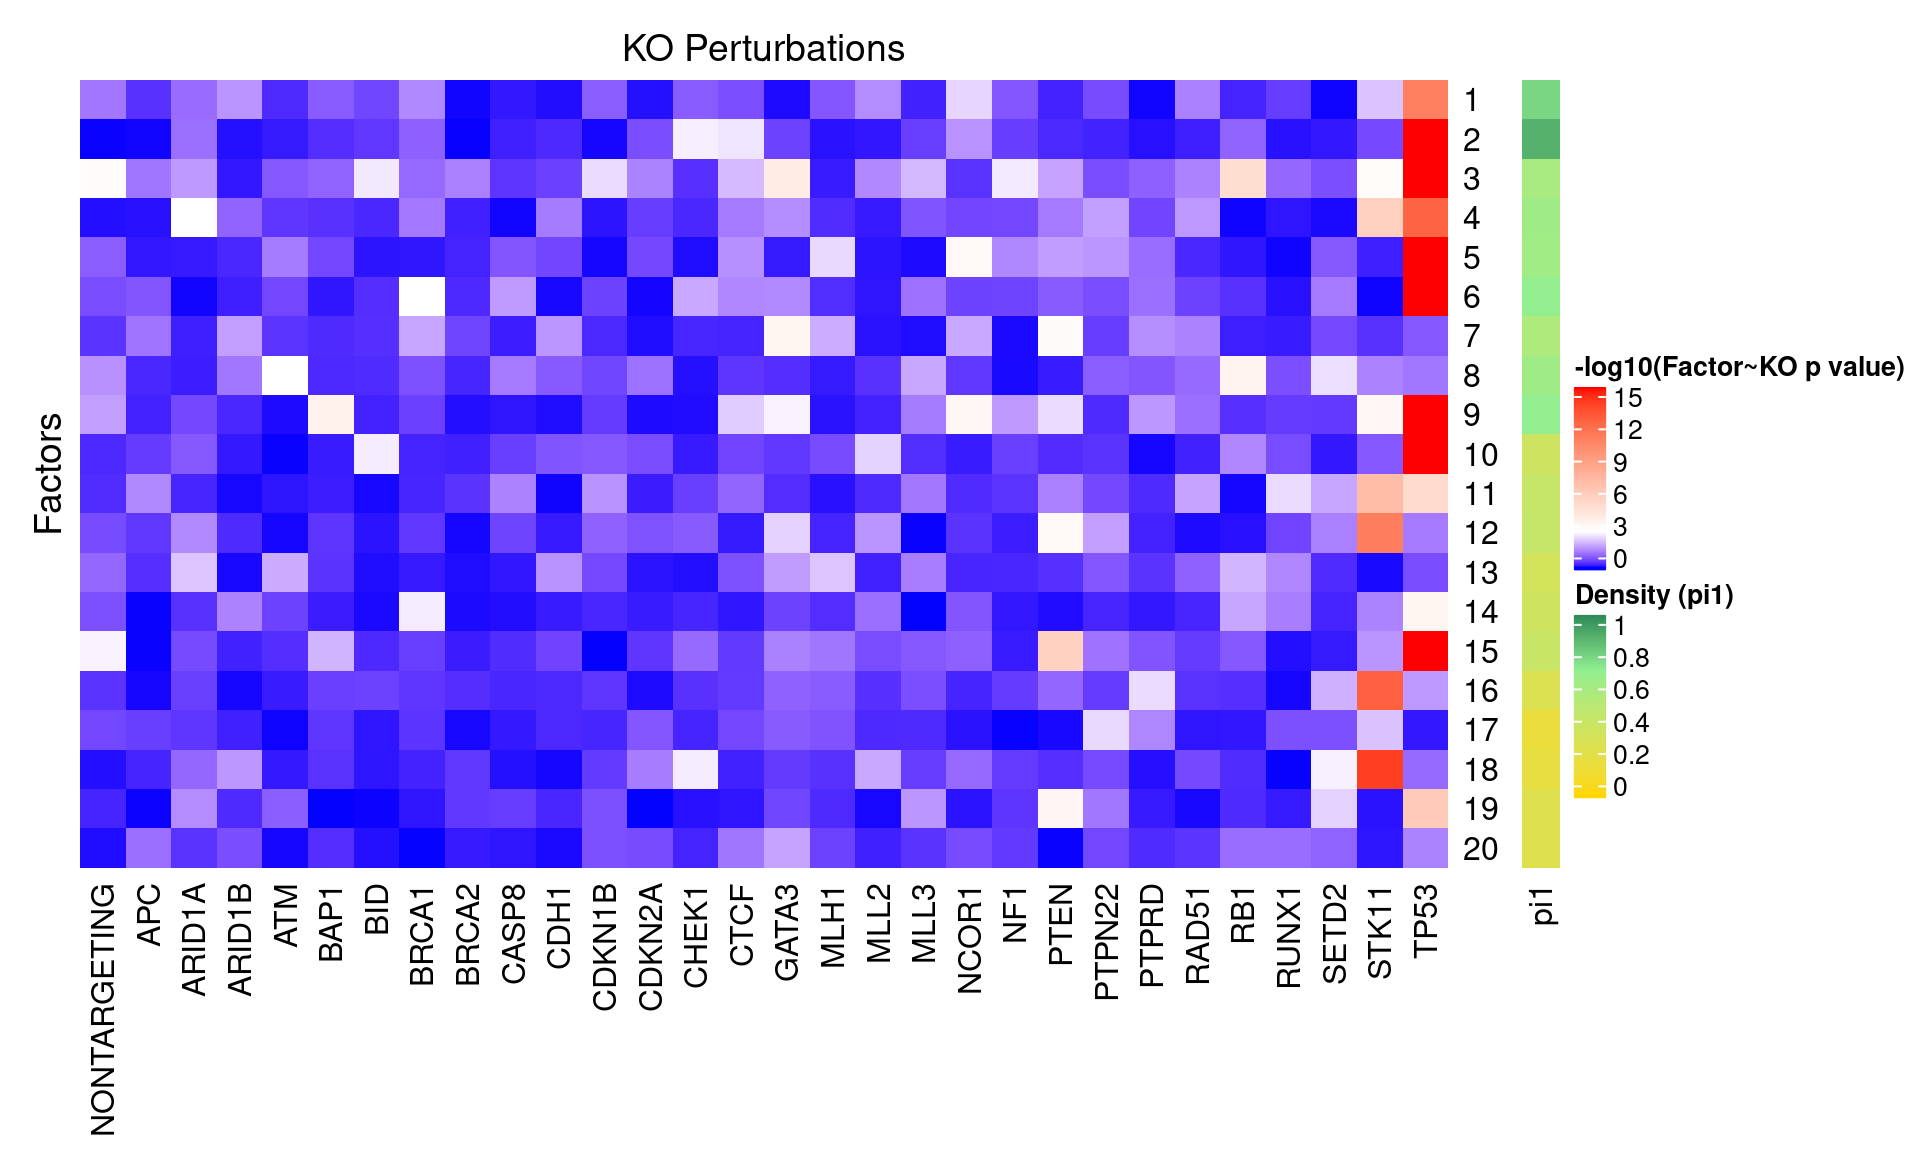 KO Perturbations
Factors
1
2
3
4
5
6
7
8
9
10
11
12
13
14
15
16
17
18
19
20
NONTARGETING
APC
ARID1A
ARID1B
ATM
BAP1
BID
BRCA1
BRCA2
CASP8
CDH1
CDKN1B
CDKN2A
CHEK1
CTCF
GATA3
MLH1
MLL2
MLL3
NCOR1
NF1
PTEN
PTPN22
PTPRD
RAD51
RB1
RUNX1
SETD2
STK11
TP53
pi1
-log10(Factor~KO p value)
15
12
9
6
3
0
Density (pi1)
1
0.8
0.6
0.4
0.2
0